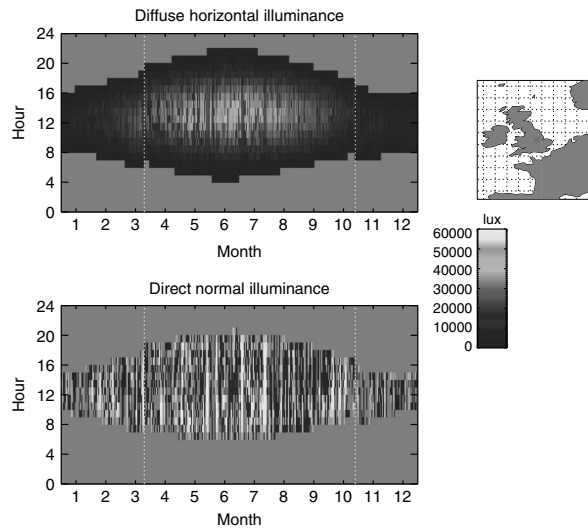 Diffuse horizontal illuminance
24
20
16
12
8
4
0
Hour
1 2 3 4 5 6 7 8 9 10 11 12
Month
lux
60000
50000
40000
30000
20000
10000
0
Direct normal illuminance
24
20
16
12
8
4
0
Hour
1 2 3 4 5 6 7 8 9 10 11 12
Month